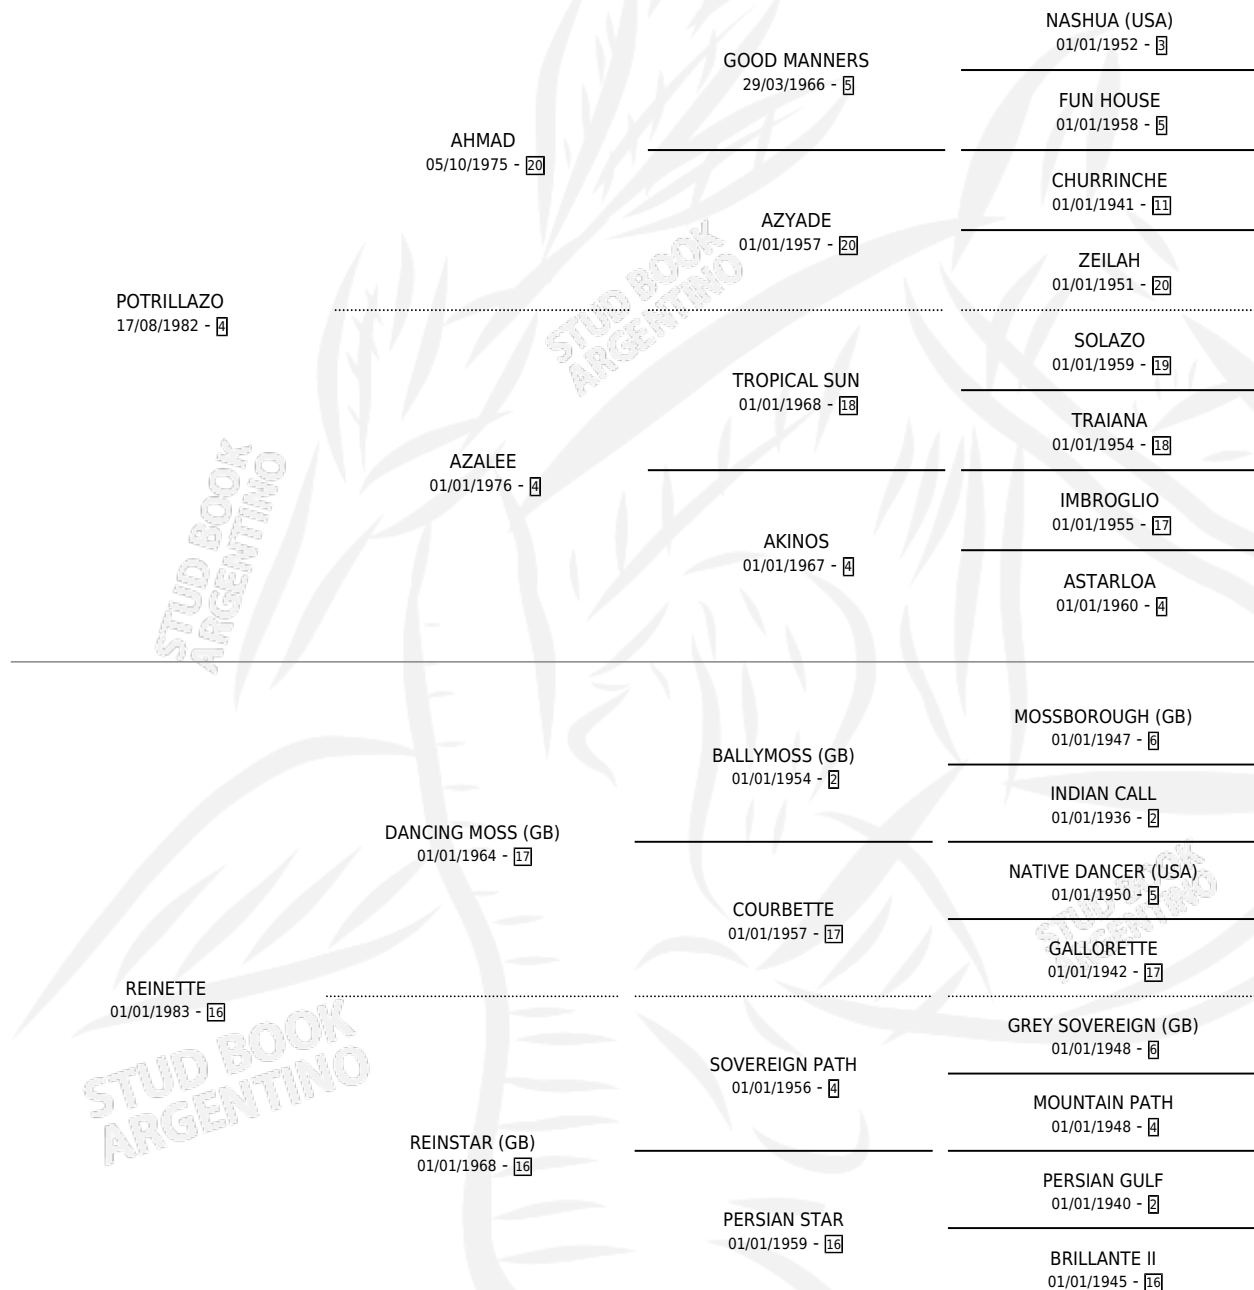 NASHUA (USA)
01/01/1952 - 3
GOOD MANNERS
29/03/1966 - 5
FUN HOUSE
01/01/1958 - 5
AHMAD
05/10/1975 - 20
CHURRINCHE
01/01/1941 - 11
AZYADE
01/01/1957 - 20
ZEILAH
01/01/1951 - 20
POTRILLAZO
17/08/1982 - 4
SOLAZO
01/01/1959 - 19
TROPICAL SUN
01/01/1968 - 18
TRAIANA
01/01/1954 - 18
AZALEE
01/01/1976 - 4
IMBROGLIO
01/01/1955 - 17
AKINOS
01/01/1967 - 4
ASTARLOA
01/01/1960 - 4
MOSSBOROUGH (GB)
01/01/1947 - 6
BALLYMOSS (GB)
01/01/1954 - 2
INDIAN CALL
01/01/1936 - 2
DANCING MOSS (GB)
01/01/1964 - 17
NATIVE DANCER (USA)
01/01/1950 - 5
COURBETTE
01/01/1957 - 17
GALLORETTE
01/01/1942 - 17
REINETTE
01/01/1983 - 16
GREY SOVEREIGN (GB)
01/01/1948 - 6
SOVEREIGN PATH
01/01/1956 - 4
MOUNTAIN PATH
01/01/1948 - 4
REINSTAR (GB)
01/01/1968 - 16
PERSIAN GULF
01/01/1940 - 2
PERSIAN STAR
01/01/1959 - 16
BRILLANTE II
01/01/1945 - 16
STUD BOOK
ARGENTINO
STUD BOOK
ARGENTINO
STUD BOOK
ARGENTINO
STUD BOOK
ARGENTINO